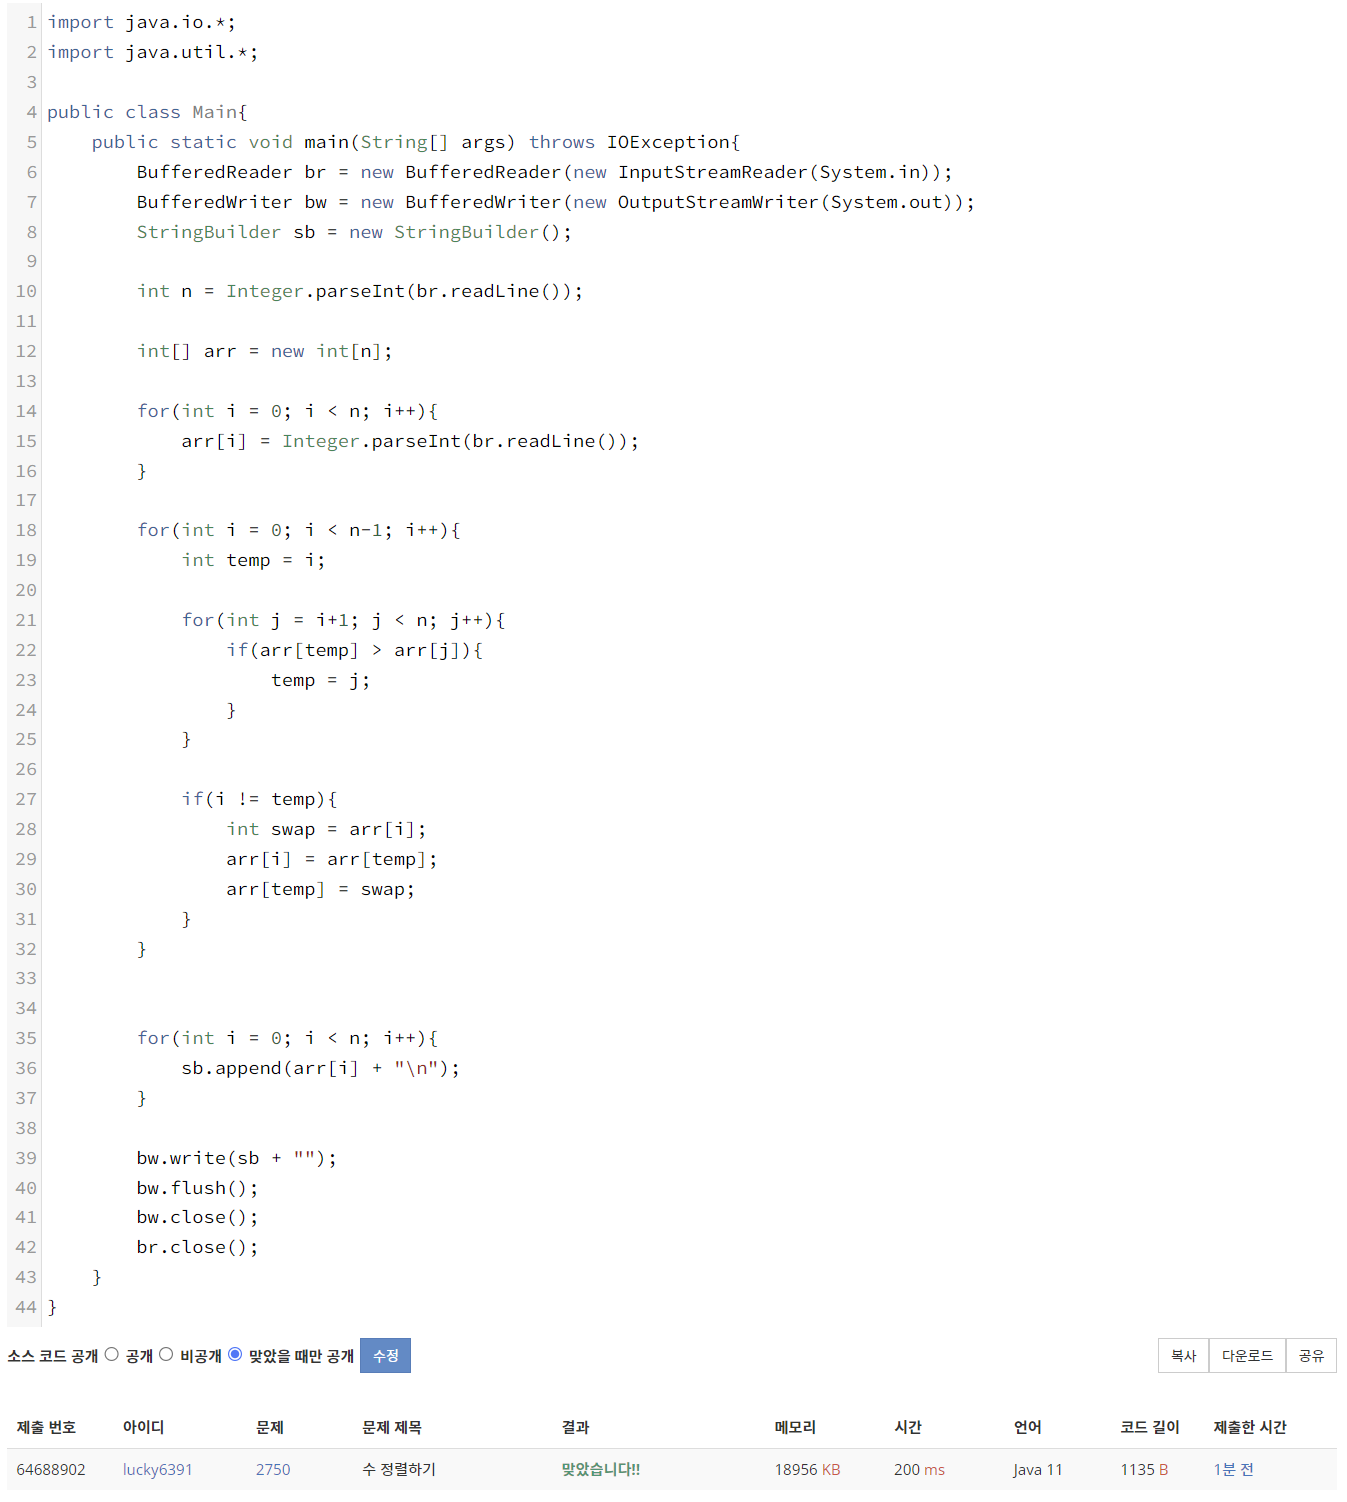 1 import java.io.*;
2 import java.util.*;
3
4 public class Main{
5     public static void main(String[] args) throws IOException{
6         BufferedReader br = new BufferedReader(new InputStreamReader(System.in));
7         BufferedWriter bw = new BufferedWriter(new OutputStreamWriter(System.out));
8         StringBuilder sb = new StringBuilder();
9
10         int n = Integer.parseInt(br.readLine());
11
12         int[] arr = new int[n];
13
14         for(int i = 0; i < n; i++){
15             arr[i] = Integer.parseInt(br.readLine());
16         }
17
18         for(int i = 0; i < n-1; i++){
19             int temp = i;
20
21             for(int j = i+1; j < n; j++){
22                 if(arr[temp] > arr[j]){
23                     temp = j;
24                 }
25             }
26
27             if(i != temp){
28                 int swap = arr[i];
29                 arr[i] = arr[temp];
30                 arr[temp] = swap;
31             }
32         }
33
34
35         for(int i = 0; i < n; i++){
36             sb.append(arr[i] + "\n");
37         }
38
39         bw.write(sb + "");
40         bw.flush();
41         bw.close();
42         br.close();
43     }
44 }
소스 코드 공개 공개 비공개 맞았을 때만 공개 수정 복사 다운로드 공유
제출 번호 아이디 문제 문제 제목 결과 메모리 시간 언어 코드 길이 제출한 시간
64688902 lucky6391 2750 수 정렬하기 맞았습니다!! 18956 KB 200 ms Java 11 1135 B 1분 전